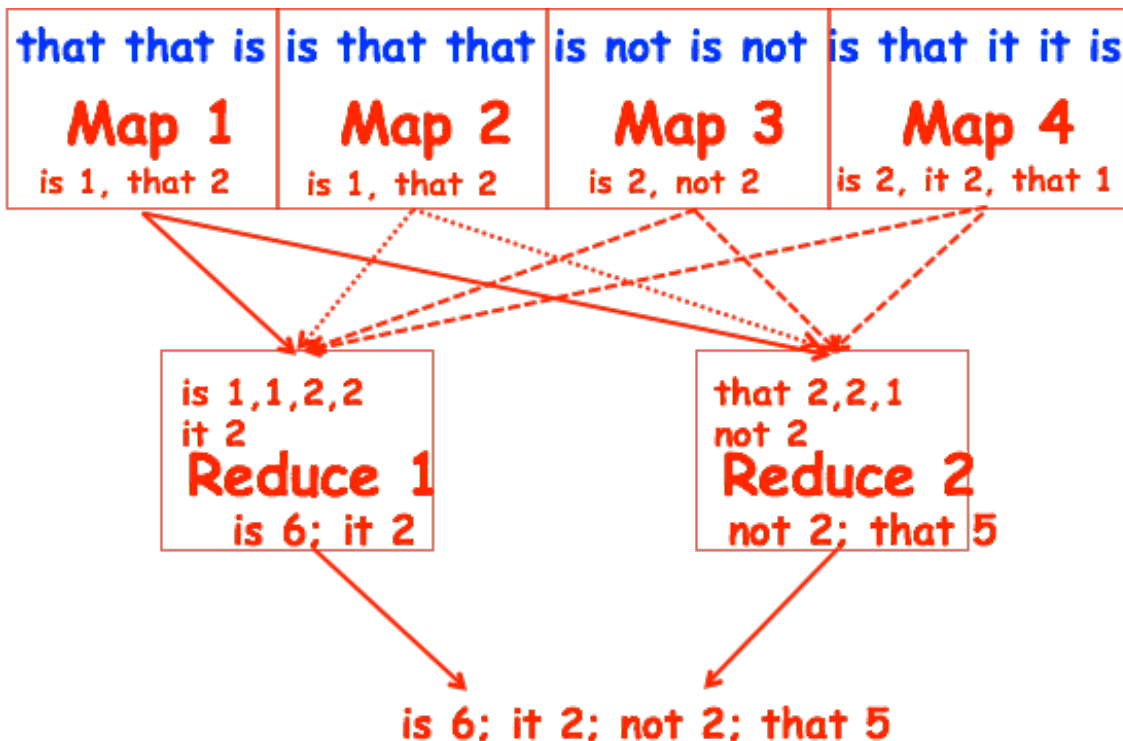 that that is
is that that
is not is not
is that it it is
Map 1
Map 2
Map 3
Map 4
is 1, that 2
is 1, that 2
is 2, not 2
is 2, it 2, that 1
is 1,1,2,2
it 2
Reduce 1
is 6; it 2
that 2,2,1
not 2
Reduce 2
not 2; that 5
is 6; it 2; not 2; that 5